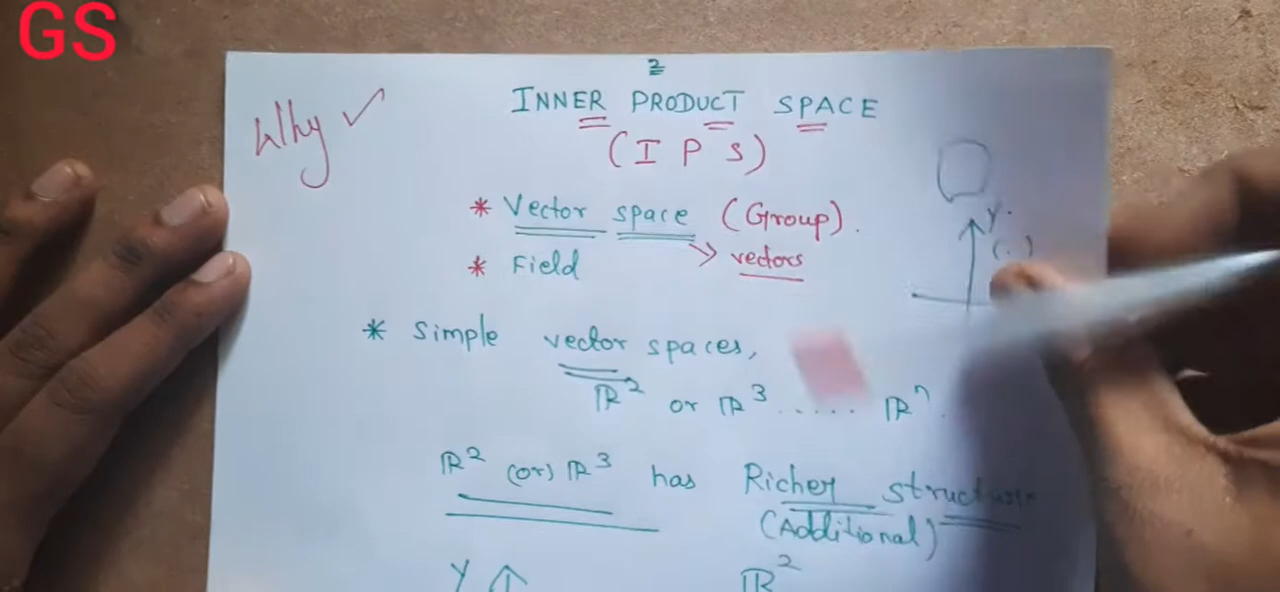 GS
2
INNER PRODUCT SPACE
Why ✓
(I P S)
* Vector space (Group).
* Field → vectors
Y.
(.)
* Simple vector spaces,
ℝ² or ℝ³ ..... ℝⁿ.
ℝ² (or) ℝ³ has Richer structure
(Additional)
Y
ℝ²